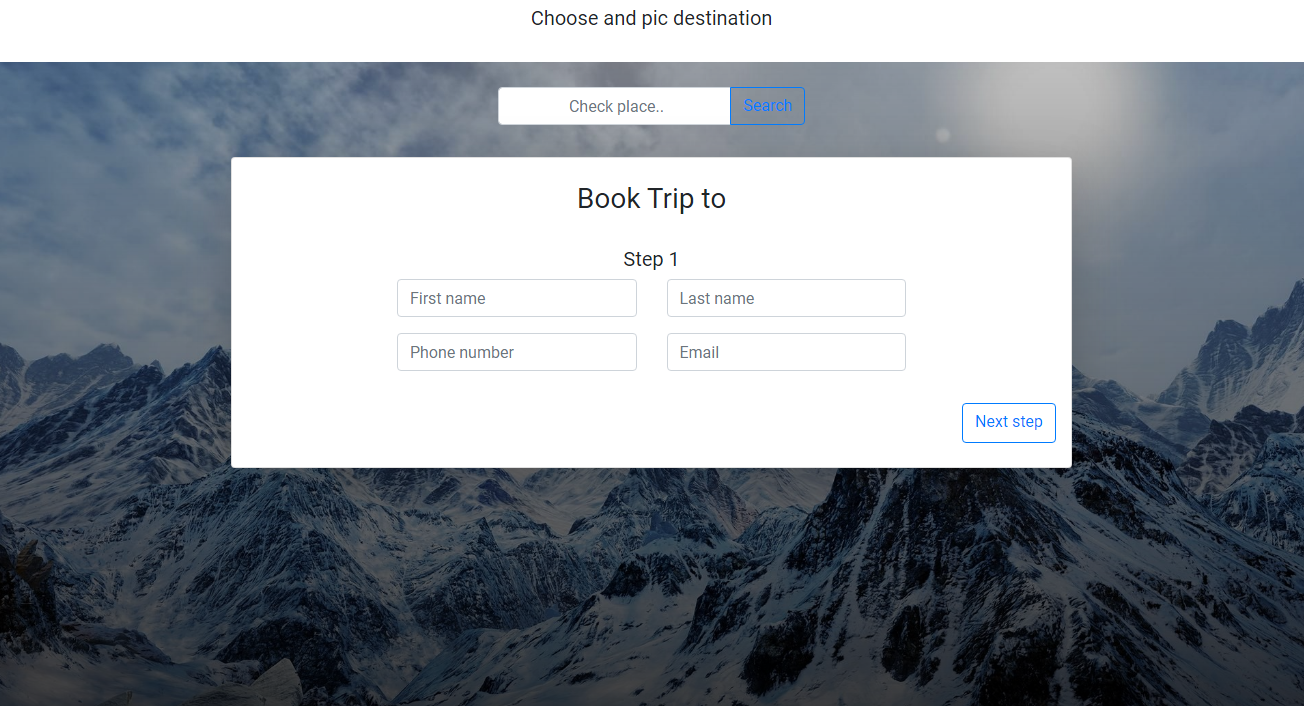 Choose and pic destination
Check place.. Search
Book Trip to
Step 1
First name Last name
Phone number Email
Next step